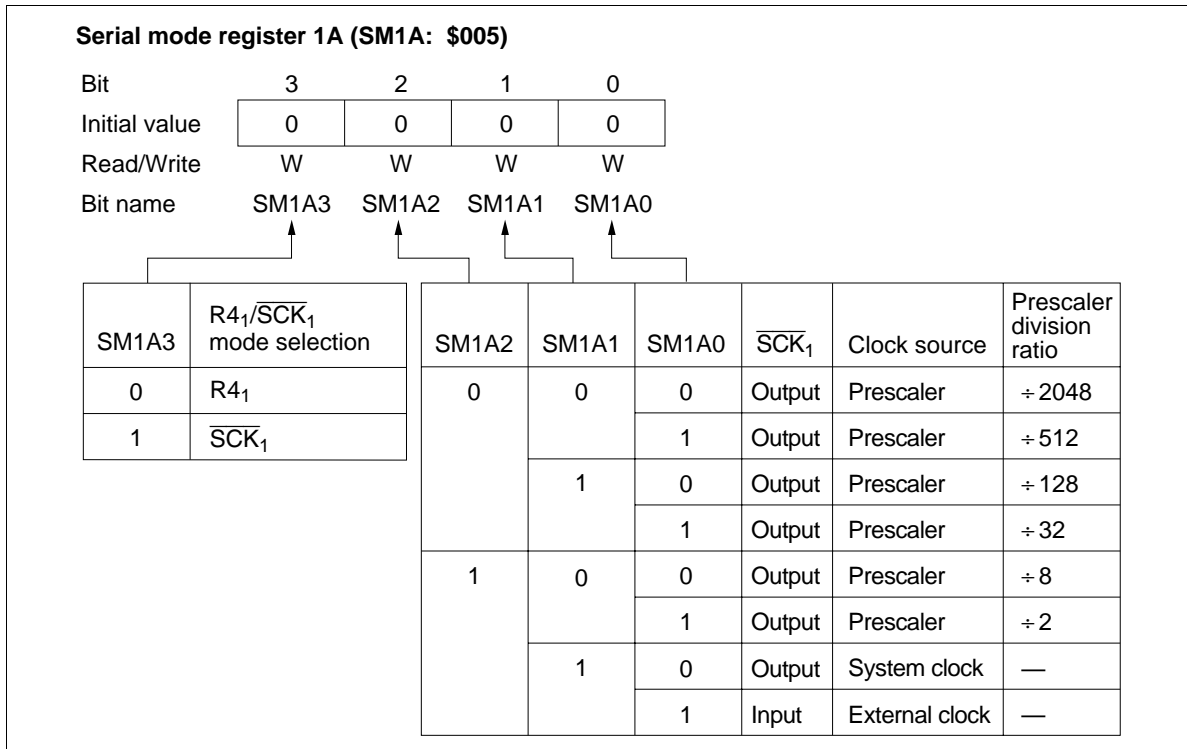 Serial mode register 1A (SM1A: $005)
Bit 3 2 1 0
Initial value 0 0 0 0
Read/Write W W W W
Bit name SM1A3 SM1A2 SM1A1 SM1A0
SM1A3 R4₁/S̅C̅K̅₁ mode selection
0 R4₁
1 S̅C̅K̅₁
SM1A2 SM1A1 SM1A0 S̅C̅K̅₁ Clock source Prescaler division ratio
0 0 0 Output Prescaler ÷2048
1 Output Prescaler ÷512
1 0 Output Prescaler ÷128
1 Output Prescaler ÷32
1 0 0 Output Prescaler ÷8
1 Output Prescaler ÷2
1 0 Output System clock —
1 Input External clock —